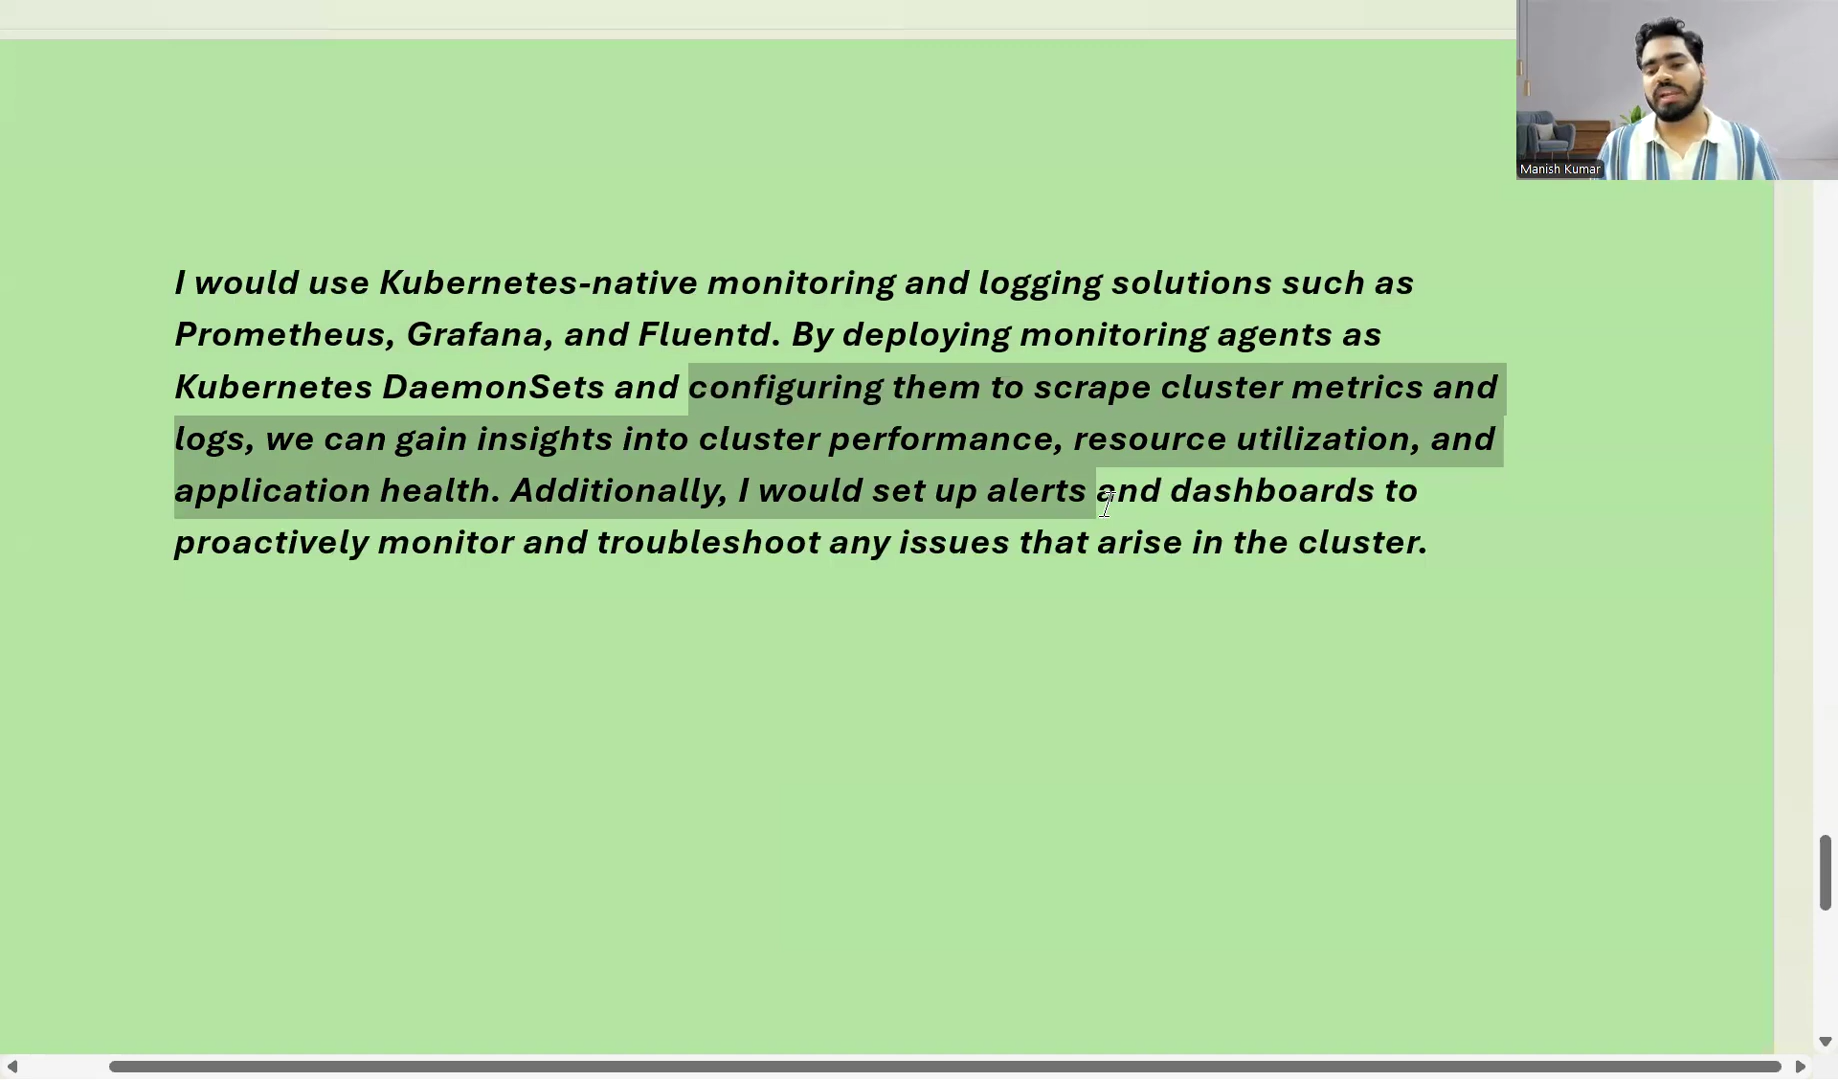 Manish Kumar
I would use Kubernetes-native monitoring and logging solutions such as
Prometheus, Grafana, and Fluentd. By deploying monitoring agents as
Kubernetes DaemonSets and configuring them to scrape cluster metrics and
logs, we can gain insights into cluster performance, resource utilization, and
application health. Additionally, I would set up alerts and dashboards to
proactively monitor and troubleshoot any issues that arise in the cluster.